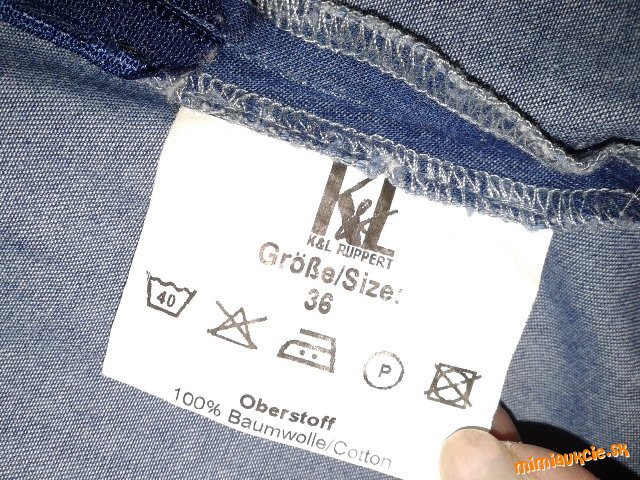 K&L
K&L RUPPERT
Größe/Size:
36
40
P
Oberstoff
100% Baumwolle/Cotton
mimiaukcie.sk